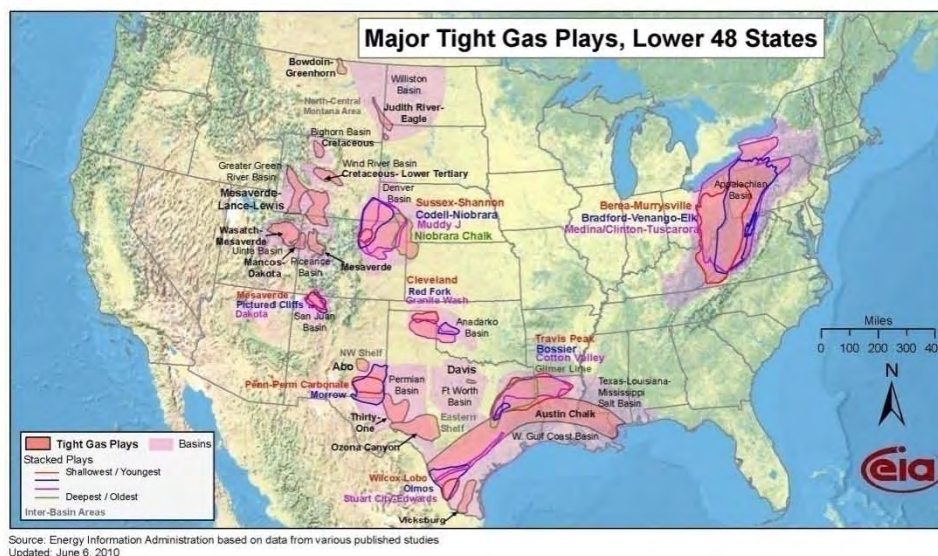 Major Tight Gas Plays, Lower 48 States
Bowdoin-
Greenhorn
Williston
Basin
North-Central
Montana Area
Judith River-
Eagle
Bighorn Basin
Cretaceous
Greater Green
River Basin
Wind River Basin
Cretaceous- Lower Tertiary
Mesaverde-
Lance-Lewis
Denver
Basin
Sussex-Shannon
Codell-Niobrara
Muddy J
Niobrara Chalk
Wasatch-
Mesaverde
Uinta Basin
Mancos-
Dakota
Piceance
Basin
Mesaverde
Appalachian
Basin
Berea-Murrysville
Bradford-Venango-Elk
Medina/Clinton-Tuscarora
Mesaverde
Pictured Cliffs
Dakota
San Juan
Basin
Cleveland
Red Fork
Granite Wash
Anadarko
Basin
Travis Peak
Bossier
Cotton Valley
Gilmer Lime
NW Shelf
Abo
Penn-Perm Carbonate
Morrow
Permian
Basin
Davis
Ft Worth
Basin
Texas-Louisiana-
Mississippi
Salt Basin
Thirty-
One
Eastern
Shelf
Austin Chalk
Ozona Canyon
W. Gulf Coast Basin
Wilcox Lobo
Olmos
Stuart City-Edwards
Vicksburg
Miles
0 100 200 300 400
N
eia
Tight Gas Plays
Basins
Stacked Plays
Shallowest / Youngest
Deepest / Oldest
Inter-Basin Areas
Source: Energy Information Administration based on data from various published studies
Updated: June 6, 2010